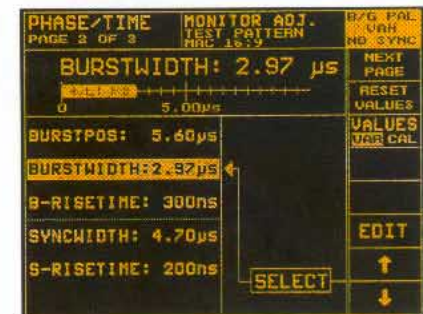 PHASE/TIME
PAGE 2 OF 3
MONITOR ADJ.
TEST PATTERN
MAC 16:9
B/G PAL
VAH
NO SYNC
BURSTWIDTH: 2.97 µs
0 5.00µs
NEXT
PAGE
RESET
VALUES
VALUES
VAR CAL
BURSTPOS: 5.60µs
BURSTWIDTH:2.97µs
B-RISETIME: 300ns
SYNCWIDTH: 4.70µs
S-RISETIME: 200ns
SELECT
EDIT